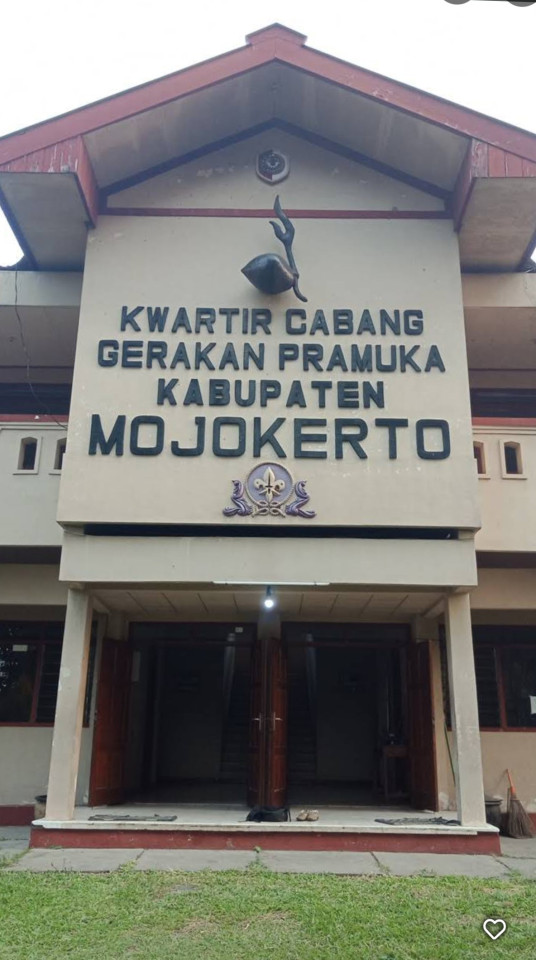 KWARTIR CABANG
GERAKAN PRAMUKA
KABUPATEN
MOJOKERTO